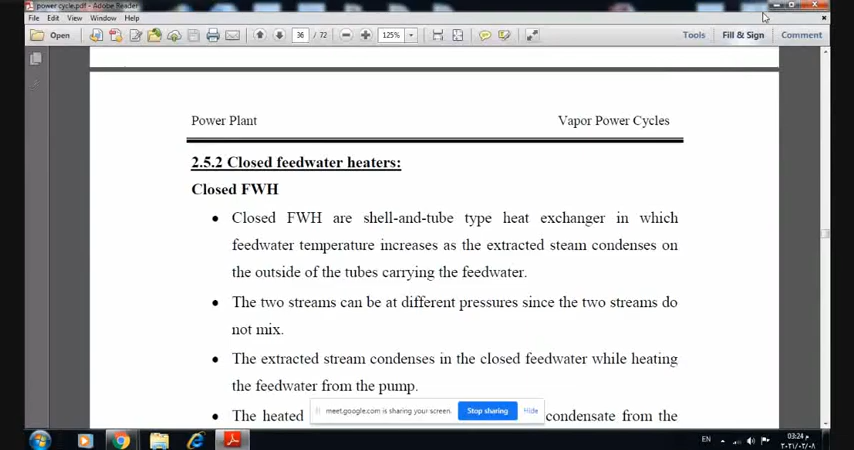 power cycle.pdf - Adobe Reader
File Edit View Window Help
Open 36 / 72 125% Tools Fill & Sign Comment
Power Plant Vapor Power Cycles
2.5.2 Closed feedwater heaters:
Closed FWH
• Closed FWH are shell-and-tube type heat exchanger in which
feedwater temperature increases as the extracted steam condenses on
the outside of the tubes carrying the feedwater.
• The two streams can be at different pressures since the two streams do
not mix.
• The extracted stream condenses in the closed feedwater while heating
the feedwater from the pump.
• The heated condensate from the
meet.google.com is sharing your screen. Stop sharing Hide
EN 03:24 م
٢٠٢١/٠٢/٠٨